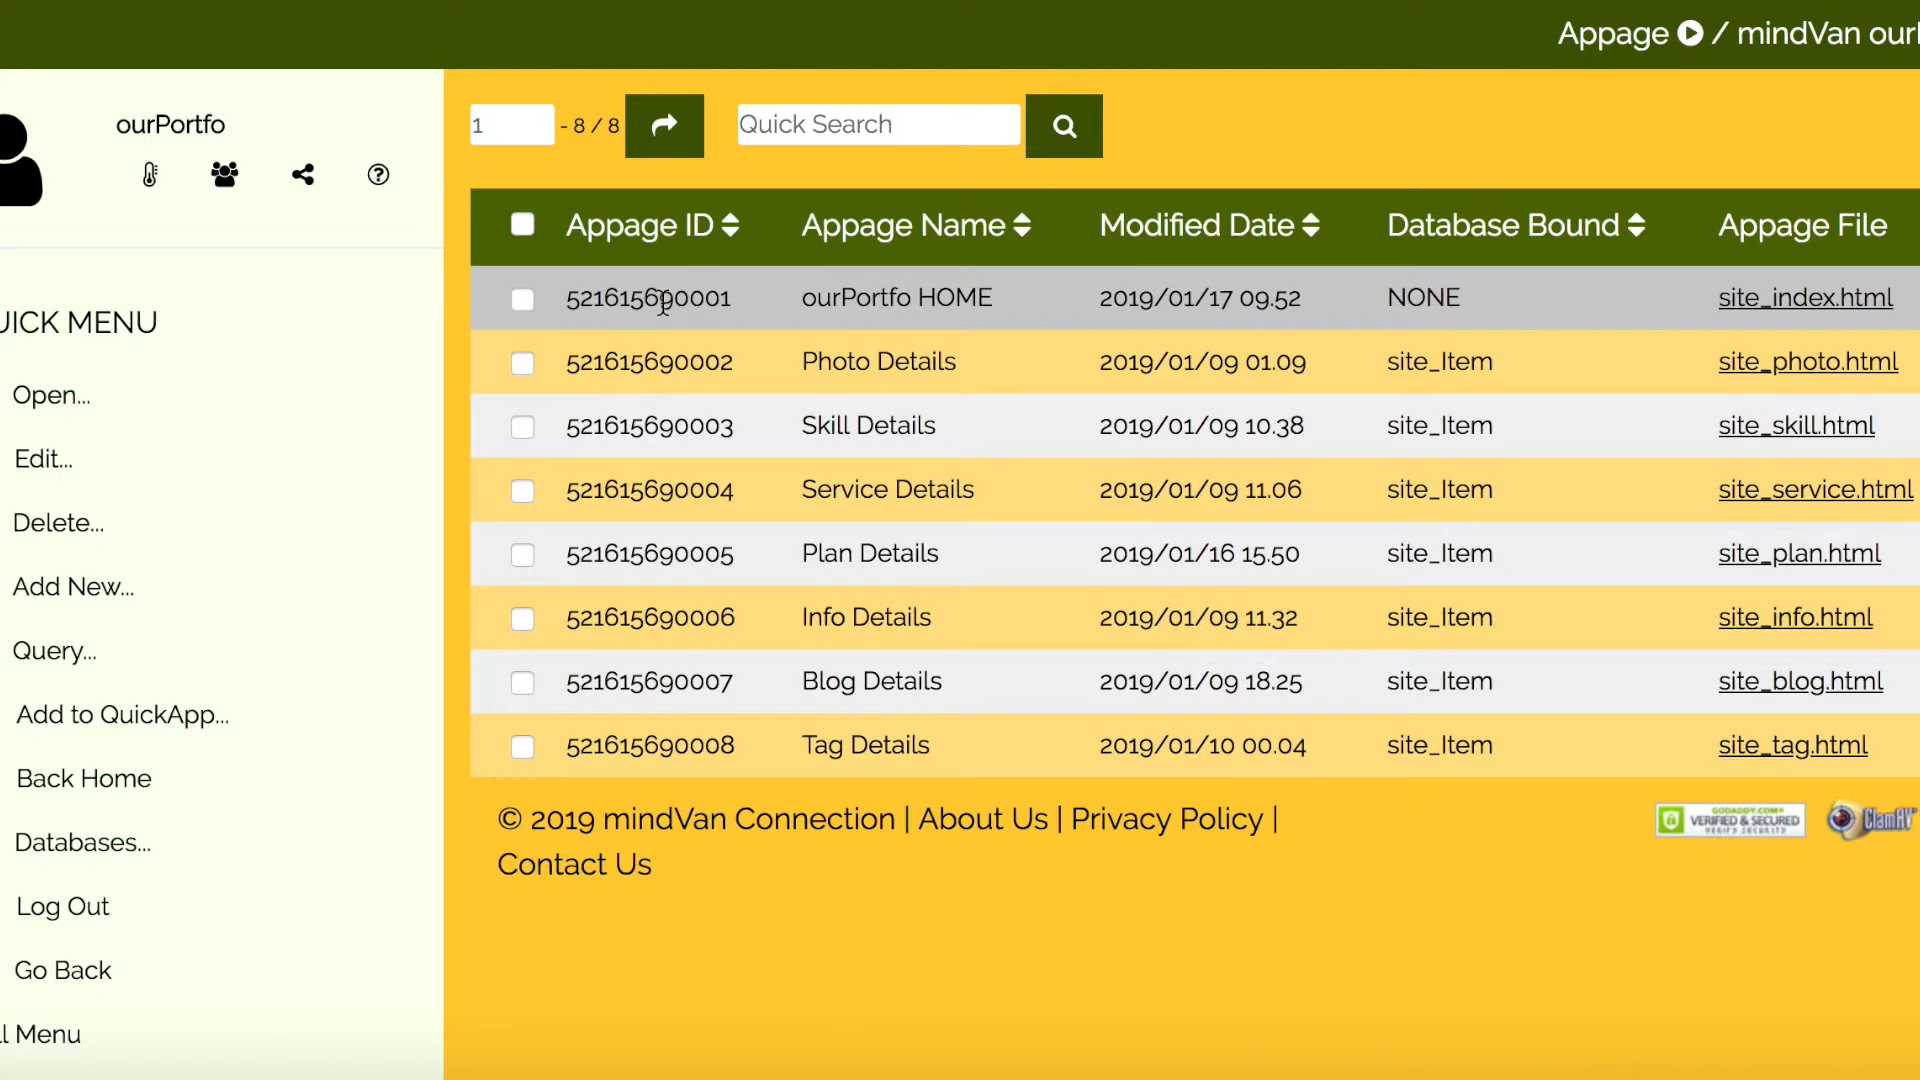 Appage / mindVan our
ourPortfo
1 - 8 / 8 Quick Search
Appage ID Appage Name Modified Date Database Bound Appage File
521615690001 ourPortfo HOME 2019/01/17 09.52 NONE site_index.html
521615690002 Photo Details 2019/01/09 01.09 site_Item site_photo.html
521615690003 Skill Details 2019/01/09 10.38 site_Item site_skill.html
521615690004 Service Details 2019/01/09 11.06 site_Item site_service.html
521615690005 Plan Details 2019/01/16 15.50 site_Item site_plan.html
521615690006 Info Details 2019/01/09 11.32 site_Item site_info.html
521615690007 Blog Details 2019/01/09 18.25 site_Item site_blog.html
521615690008 Tag Details 2019/01/10 00.04 site_Item site_tag.html
UICK MENU
Open...
Edit...
Delete...
Add New...
Query...
Add to QuickApp...
Back Home
Databases...
Log Out
Go Back
l Menu
© 2019 mindVan Connection | About Us | Privacy Policy |
Contact Us
GODADDY.COM
VERIFIED & SECURED
VERIFY SECURITY
ClamAV